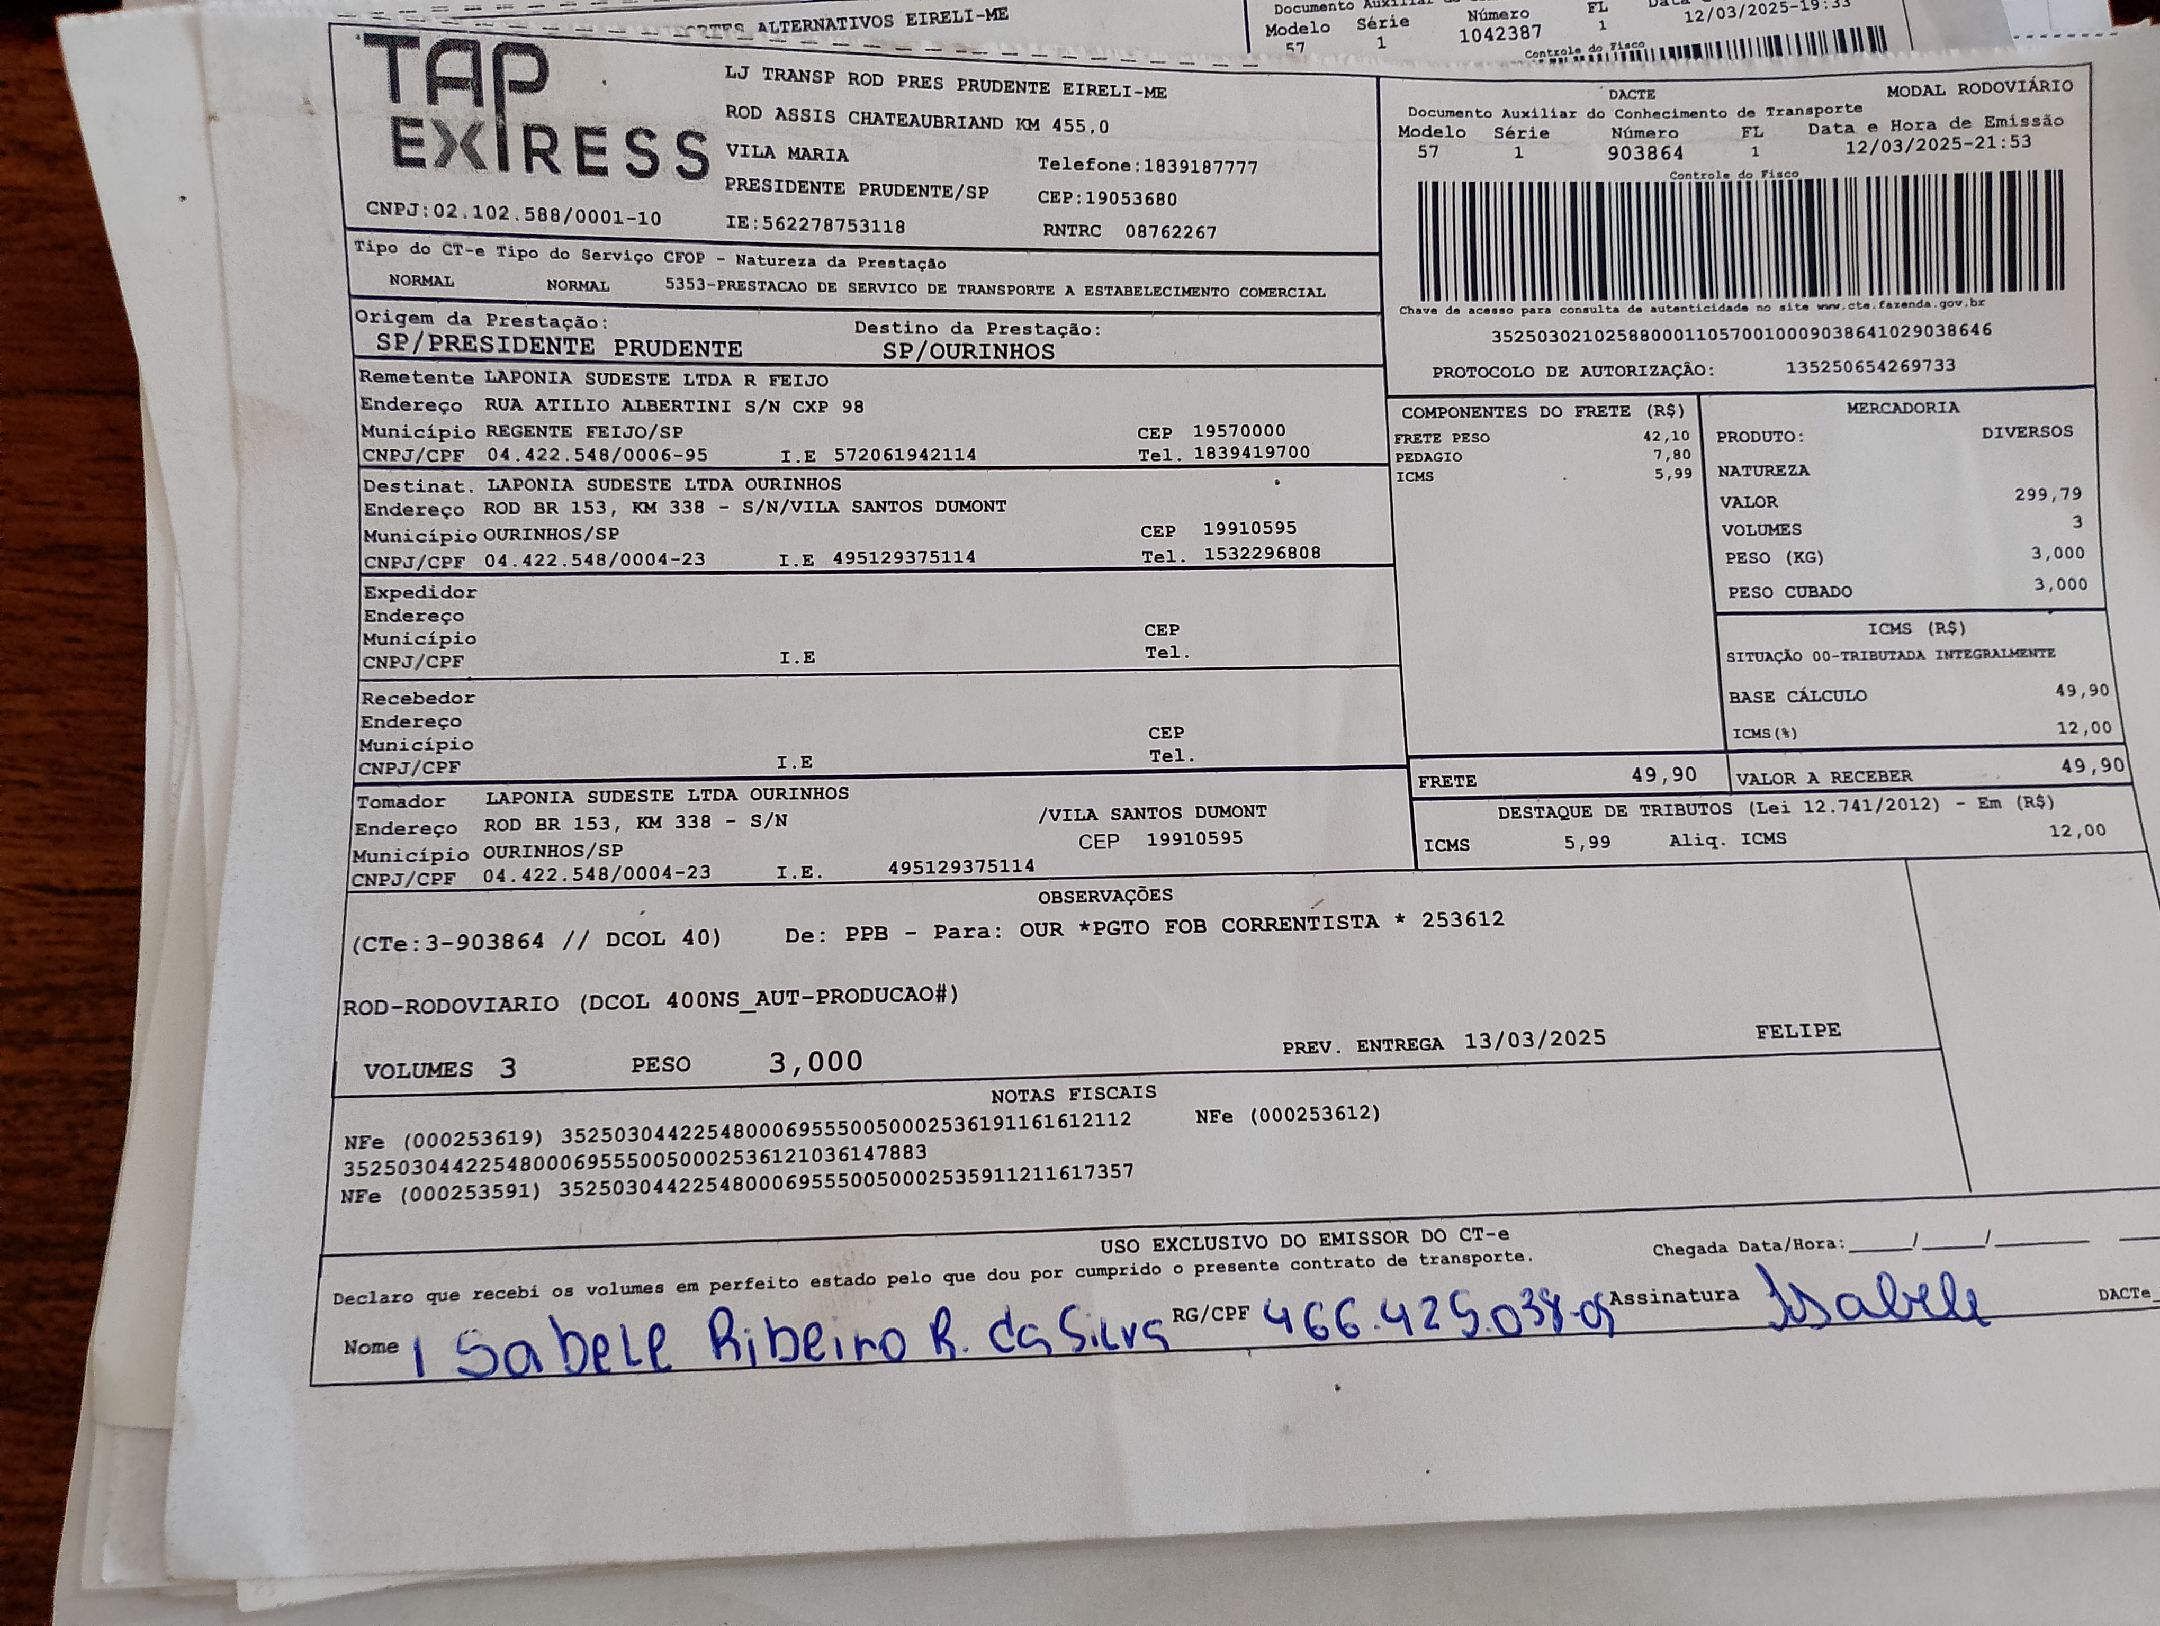 ORTES ALTERNATIVOS EIRELI-ME
Modelo Série Número FL
57 1 1042387 1 12/03/2025-19:33
Controle do Fisco
TAP EXPRESS
CNPJ:02.102.588/0001-10
LJ TRANSP ROD PRES PRUDENTE EIRELI-ME
ROD ASSIS CHATEAUBRIAND KM 455,0
VILA MARIA Telefone:1839187777
PRESIDENTE PRUDENTE/SP CEP:19053680
IE:562278753118 RNTRC 08762267
DACTE MODAL RODOVIÁRIO
Documento Auxiliar do Conhecimento de Transporte
Modelo Série Número FL Data e Hora de Emissão
57 1 903864 1 12/03/2025-21:53
Controle do Fisco
Chave de acesso para consulta de autenticidade no site www.cte.fazenda.gov.br
35250302102588000110570010009038641029038646
PROTOCOLO DE AUTORIZAÇÃO: 135250654269733
Tipo do CT-e Tipo do Serviço CFOP - Natureza da Prestação
NORMAL NORMAL 5353-PRESTACAO DE SERVICO DE TRANSPORTE A ESTABELECIMENTO COMERCIAL
Origem da Prestação: Destino da Prestação:
SP/PRESIDENTE PRUDENTE SP/OURINHOS
Remetente LAPONIA SUDESTE LTDA R FEIJO
Endereço RUA ATILIO ALBERTINI S/N CXP 98
Município REGENTE FEIJO/SP CEP 19570000
CNPJ/CPF 04.422.548/0006-95 I.E 572061942114 Tel. 1839419700
Destinat. LAPONIA SUDESTE LTDA OURINHOS
Endereço ROD BR 153, KM 338 - S/N/VILA SANTOS DUMONT
Município OURINHOS/SP CEP 19910595
CNPJ/CPF 04.422.548/0004-23 I.E 495129375114 Tel. 1532296808
Expedidor
Endereço
Município CEP
CNPJ/CPF I.E Tel.
Recebedor
Endereço
Município CEP
CNPJ/CPF I.E Tel.
Tomador LAPONIA SUDESTE LTDA OURINHOS
Endereço ROD BR 153, KM 338 - S/N /VILA SANTOS DUMONT
Município OURINHOS/SP CEP 19910595
CNPJ/CPF 04.422.548/0004-23 I.E. 495129375114
COMPONENTES DO FRETE (R$)
FRETE PESO 42,10
PEDAGIO 7,80
ICMS 5,99
MERCADORIA
PRODUTO: DIVERSOS
NATUREZA
VALOR 299,79
VOLUMES 3
PESO (KG) 3,000
PESO CUBADO 3,000
ICMS (R$)
SITUAÇÃO 00-TRIBUTADA INTEGRALMENTE
BASE CÁLCULO 49,90
ICMS(%) 12,00
FRETE 49,90 VALOR A RECEBER 49,90
DESTAQUE DE TRIBUTOS (Lei 12.741/2012) - Em (R$)
ICMS 5,99 Aliq. ICMS 12,00
OBSERVAÇÕES
(CTe:3-903864 // DCOL 40) De: PPB - Para: OUR *PGTO FOB CORRENTISTA * 253612
ROD-RODOVIARIO (DCOL 400NS_AUT-PRODUCAO#)
VOLUMES 3 PESO 3,000 PREV. ENTREGA 13/03/2025 FELIPE
NOTAS FISCAIS
NFe (000253619) 35250304422548000695550050002536191161612112 NFe (000253612)
35250304422548000695550050002536121036147883
NFe (000253591) 35250304422548000695550050002535911211617357
USO EXCLUSIVO DO EMISSOR DO CT-e
Declaro que recebi os volumes em perfeito estado pelo que dou por cumprido o presente contrato de transporte. Chegada Data/Hora:____/____/______
Nome Isabele Ribeiro R. da Silva RG/CPF 466.425.038-05 Assinatura Isabele DACTe_